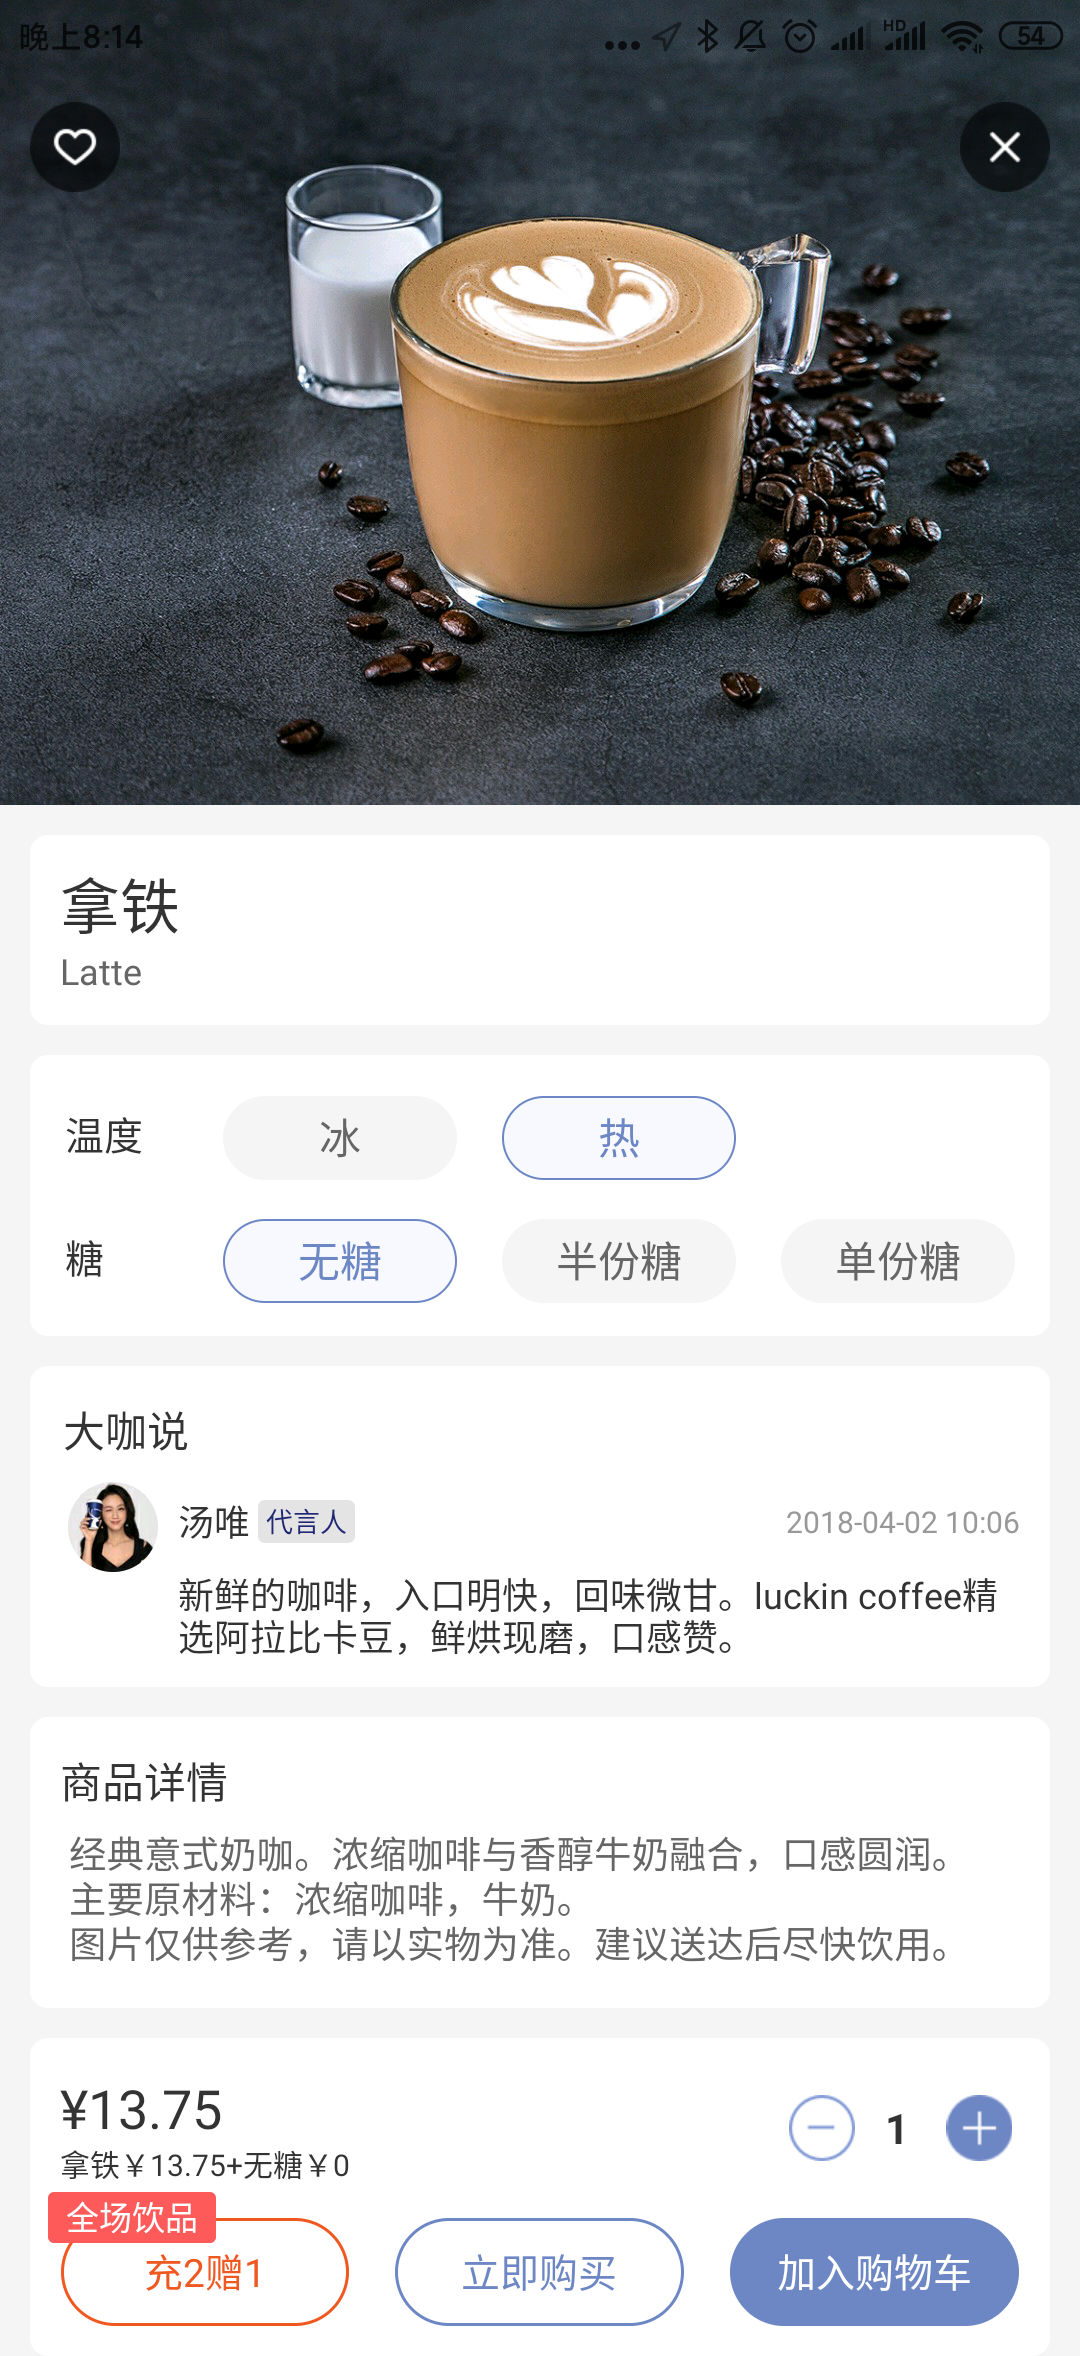 晚上8:14
HD
54
拿铁
Latte
温度
冰
热
糖
无糖
半份糖
单份糖
大咖说
汤唯
代言人
2018-04-02 10:06
新鲜的咖啡，入口明快，回味微甘。luckin coffee精
选阿拉比卡豆，鲜烘现磨，口感赞。
商品详情
经典意式奶咖。浓缩咖啡与香醇牛奶融合，口感圆润。
主要原材料：浓缩咖啡，牛奶。
图片仅供参考，请以实物为准。建议送达后尽快饮用。
¥13.75
1
拿铁￥13.75+无糖￥0
全场饮品
充2赠1
立即购买
加入购物车